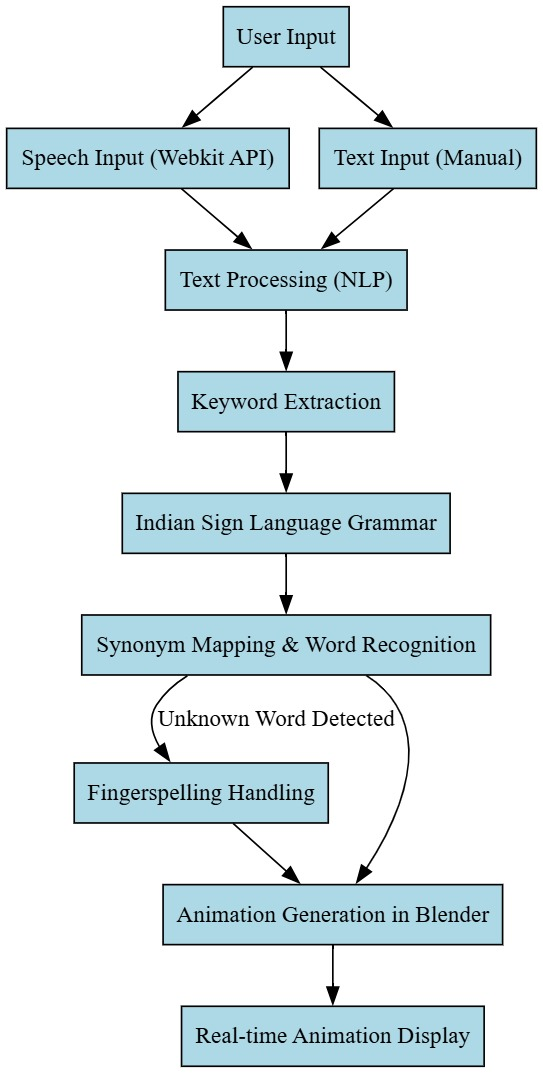 User Input
Speech Input (Webkit API)
Text Input (Manual)
Text Processing (NLP)
Keyword Extraction
Indian Sign Language Grammar
Synonym Mapping & Word Recognition
Unknown Word Detected
Fingerspelling Handling
Animation Generation in Blender
Real-time Animation Display